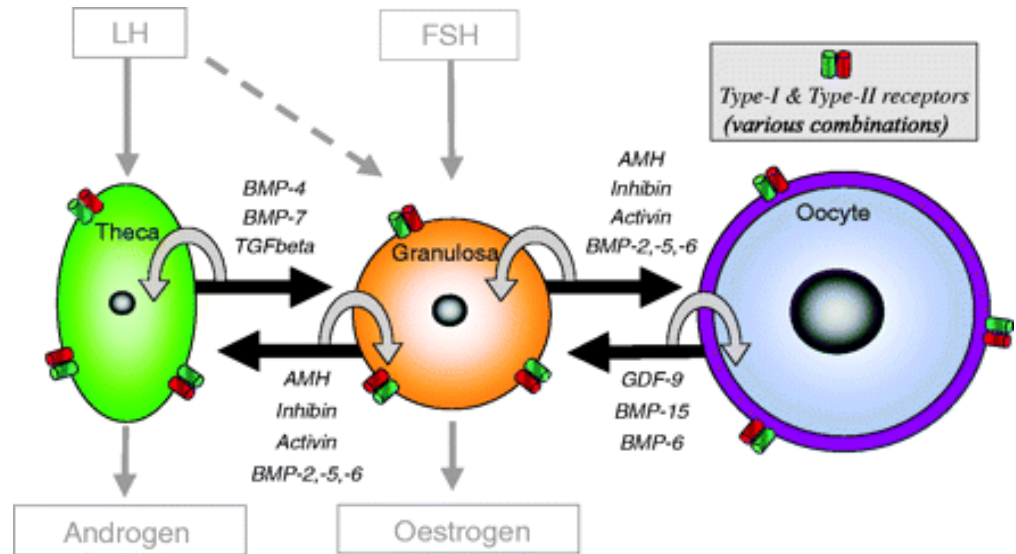 LH
FSH
Type-I & Type-II receptors
(various combinations)
BMP-4
BMP-7
TGFbeta
AMH
Inhibin
Activin
BMP-2,-5,-6
Theca
Granulosa
Oocyte
AMH
Inhibin
Activin
BMP-2,-5,-6
GDF-9
BMP-15
BMP-6
Androgen
Oestrogen